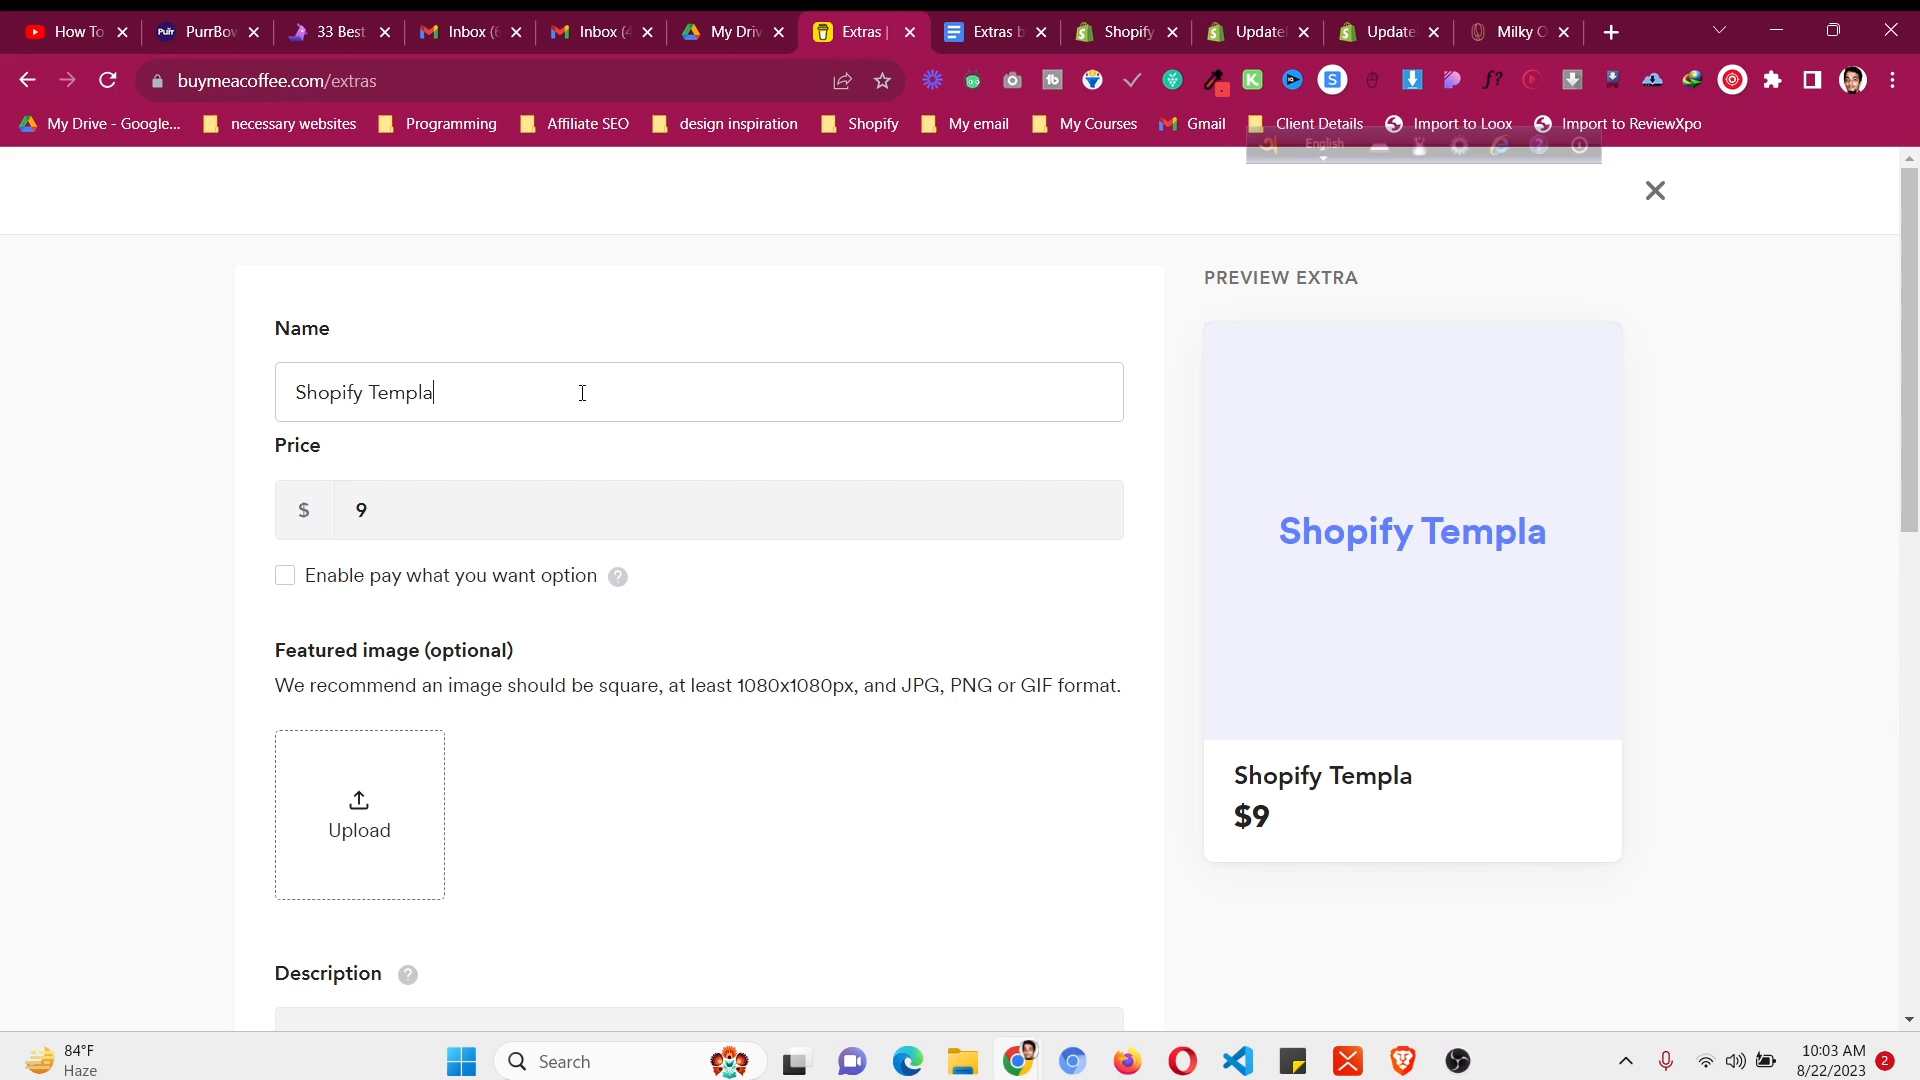 How To
PurrBow
33 Best
Inbox (
Inbox (
My Driv
Extras |
Extras b
Shopify
Update
Update
Milky O
buymeacoffee.com/extras
My Drive - Google...
necessary websites
Programming
Affiliate SEO
design inspiration
Shopify
My email
My Courses
Gmail
Client Details
Import to Loox
Import to ReviewXpo
English
PREVIEW EXTRA
Name
Shopify Templa
Price
$ 9
Enable pay what you want option ?
Featured image (optional)
We recommend an image should be square, at least 1080x1080px, and JPG, PNG or GIF format.
Upload
Description ?
Shopify Templa
Shopify Templa
$9
84°F
Haze
Search
10:03 AM
8/22/2023
2